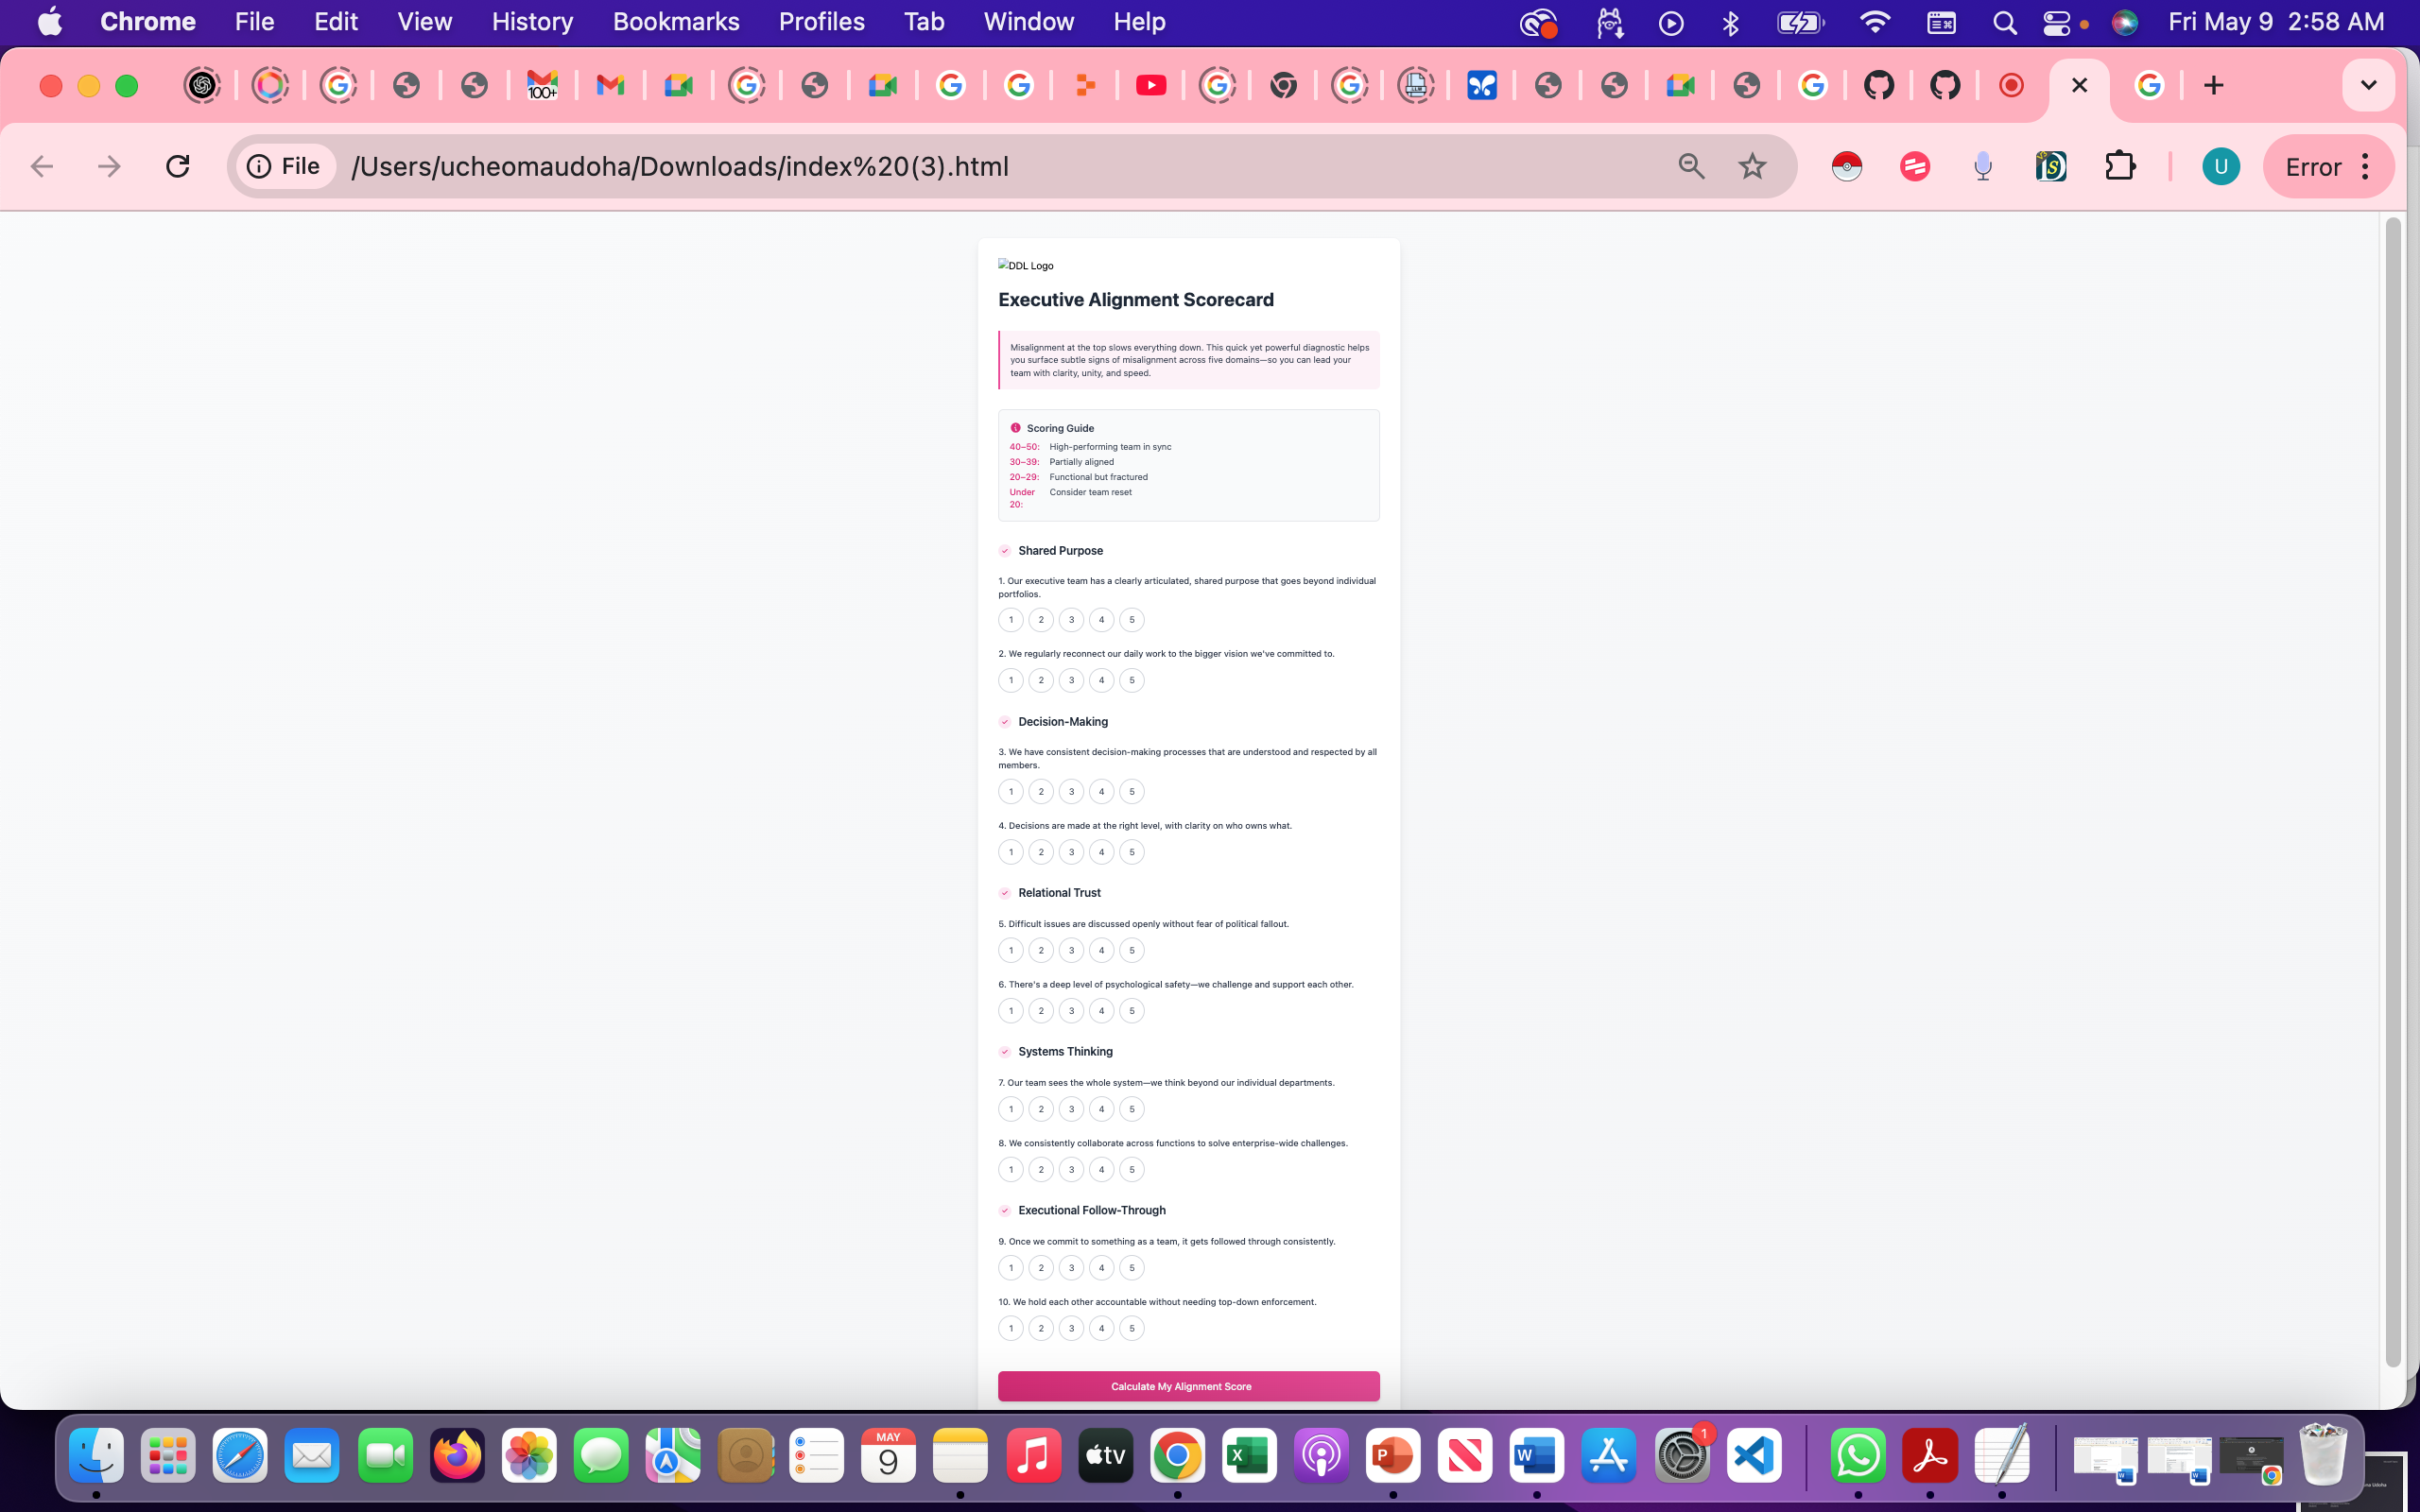 Chrome File Edit View History Bookmarks Profiles Tab Window Help Fri May 9 2:58 AM
100+
File /Users/ucheomaudoha/Downloads/index%20(3).html U Error
DDL Logo
Executive Alignment Scorecard
Misalignment at the top slows everything down. This quick yet powerful diagnostic helps
you surface subtle signs of misalignment across five domains—so you can lead your
team with clarity, unity, and speed.
Scoring Guide
40–50: High-performing team in sync
30–39: Partially aligned
20–29: Functional but fractured
Under 20: Consider team reset
Shared Purpose
1. Our executive team has a clearly articulated, shared purpose that goes beyond individual
portfolios.
1 2 3 4 5
2. We regularly reconnect our daily work to the bigger vision we've committed to.
1 2 3 4 5
Decision-Making
3. We have consistent decision-making processes that are understood and respected by all
members.
1 2 3 4 5
4. Decisions are made at the right level, with clarity on who owns what.
1 2 3 4 5
Relational Trust
5. Difficult issues are discussed openly without fear of political fallout.
1 2 3 4 5
6. There's a deep level of psychological safety—we challenge and support each other.
1 2 3 4 5
Systems Thinking
7. Our team sees the whole system—we think beyond our individual departments.
1 2 3 4 5
8. We consistently collaborate across functions to solve enterprise-wide challenges.
1 2 3 4 5
Executional Follow-Through
9. Once we commit to something as a team, it gets followed through consistently.
1 2 3 4 5
10. We hold each other accountable without needing top-down enforcement.
1 2 3 4 5
Calculate My Alignment Score
MAY
9
tv
X
P
W
1